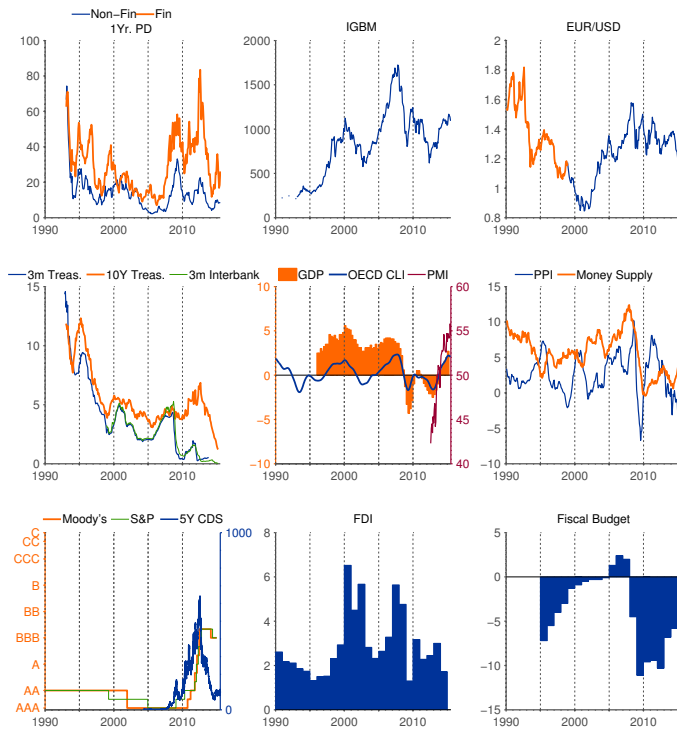 Non-Fin Fin
1Yr. PD
100
80
60
40
20
0
1990 2000 2010
IGBM
2000
1500
1000
500
0
1990 2000 2010
EUR/USD
2
1.8
1.6
1.4
1.2
1
0.8
1990 2000 2010
3m Treas. 10Y Treas. 3m Interbank
15
10
5
0
1990 2000 2010
GDP OECD CLI PMI
10 60
5 55
0 50
−5 45
−10 40
1990 2000 2010
PPI Money Supply
15
10
5
0
−5
−10
1990 2000 2010
Moody's S&P 5Y CDS
C 1000
CC
CCC
B
BB
BBB
A
AA
AAA 0
1990 2000 2010
FDI
8
6
4
2
0
1990 2000 2010
Fiscal Budget
5
0
−5
−10
−15
1990 2000 2010